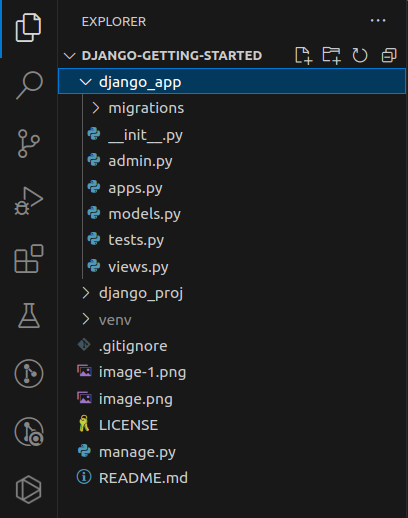 EXPLORER
DJANGO-GETTING-STARTED
django_app
migrations
__init__.py
admin.py
apps.py
models.py
tests.py
views.py
django_proj
venv
.gitignore
image-1.png
image.png
LICENSE
manage.py
README.md